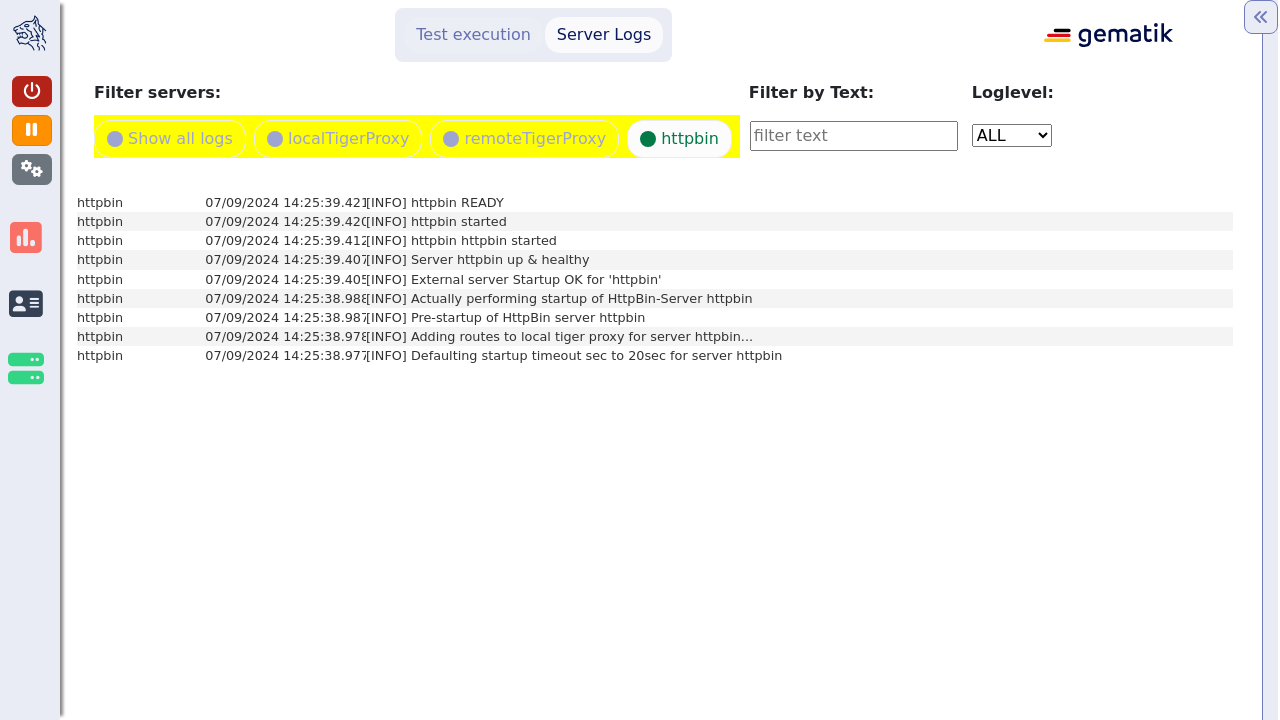 Test execution
Server Logs
gematik
Filter servers:
Filter by Text:
Loglevel:
Show all logs
localTigerProxy
remoteTigerProxy
httpbin
filter text
ALL
httpbin 07/09/2024 14:25:39.421 [INFO] httpbin READY
httpbin 07/09/2024 14:25:39.420 [INFO] httpbin started
httpbin 07/09/2024 14:25:39.412 [INFO] httpbin httpbin started
httpbin 07/09/2024 14:25:39.407 [INFO] Server httpbin up & healthy
httpbin 07/09/2024 14:25:39.405 [INFO] External server Startup OK for 'httpbin'
httpbin 07/09/2024 14:25:38.988 [INFO] Actually performing startup of HttpBin-Server httpbin
httpbin 07/09/2024 14:25:38.987 [INFO] Pre-startup of HttpBin server httpbin
httpbin 07/09/2024 14:25:38.978 [INFO] Adding routes to local tiger proxy for server httpbin...
httpbin 07/09/2024 14:25:38.977 [INFO] Defaulting startup timeout sec to 20sec for server httpbin